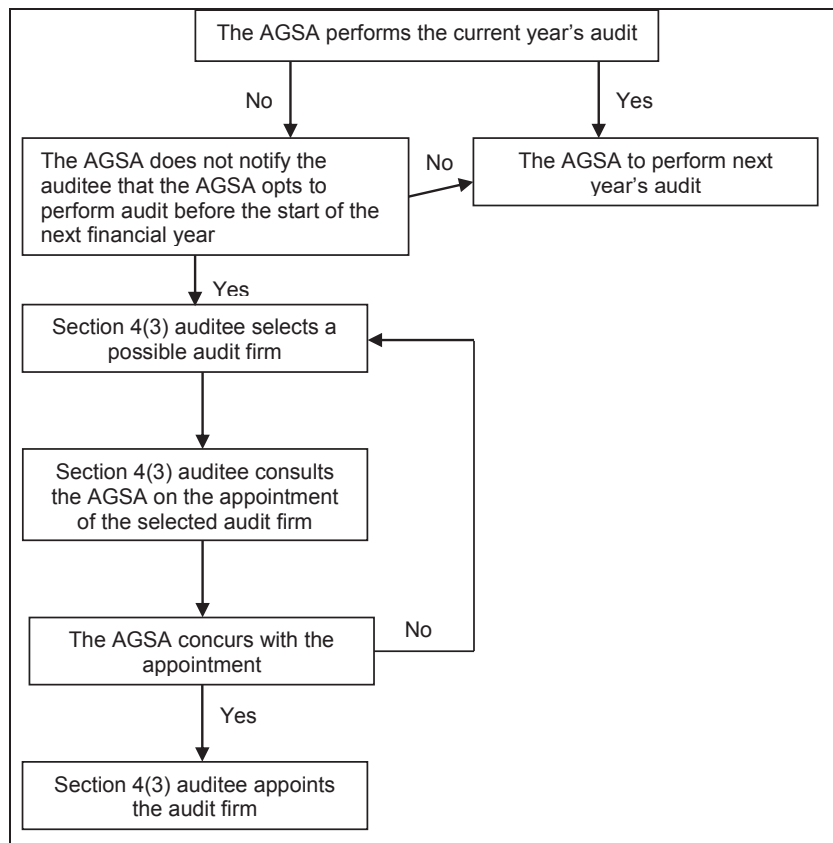 The AGSA performs the current year's audit
No
Yes
The AGSA does not notify the
auditee that the AGSA opts to
perform audit before the start of the
next financial year
No
The AGSA to perform next
year's audit
Yes
Section 4(3) auditee selects a
possible audit firm
Section 4(3) auditee consults
the AGSA on the appointment
of the selected audit firm
The AGSA concurs with the
appointment
No
Yes
Section 4(3) auditee appoints
the audit firm